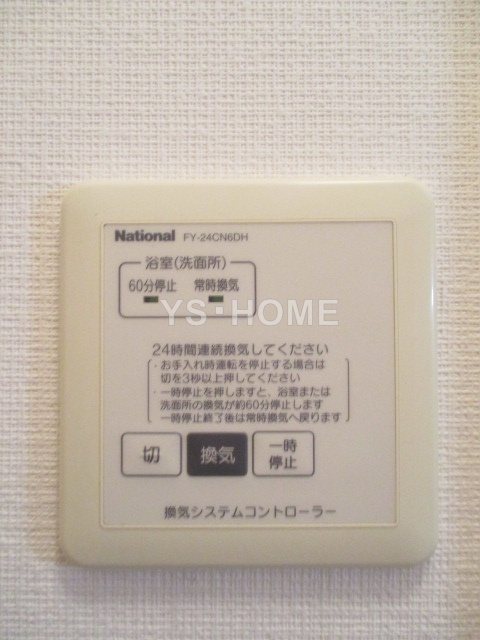 National FY-24CN6DH
浴室(洗面所)
60分停止 常時換気
YS・HOME
24時間連続換気してください
・お手入れ時運転を停止する場合は
切を3秒以上押してください
・一時停止を押しますと、浴室または
洗面所の換気が約60分停止します
一時停止終了後は常時換気へ戻ります
切 換気 一時
停止
換気システムコントローラー